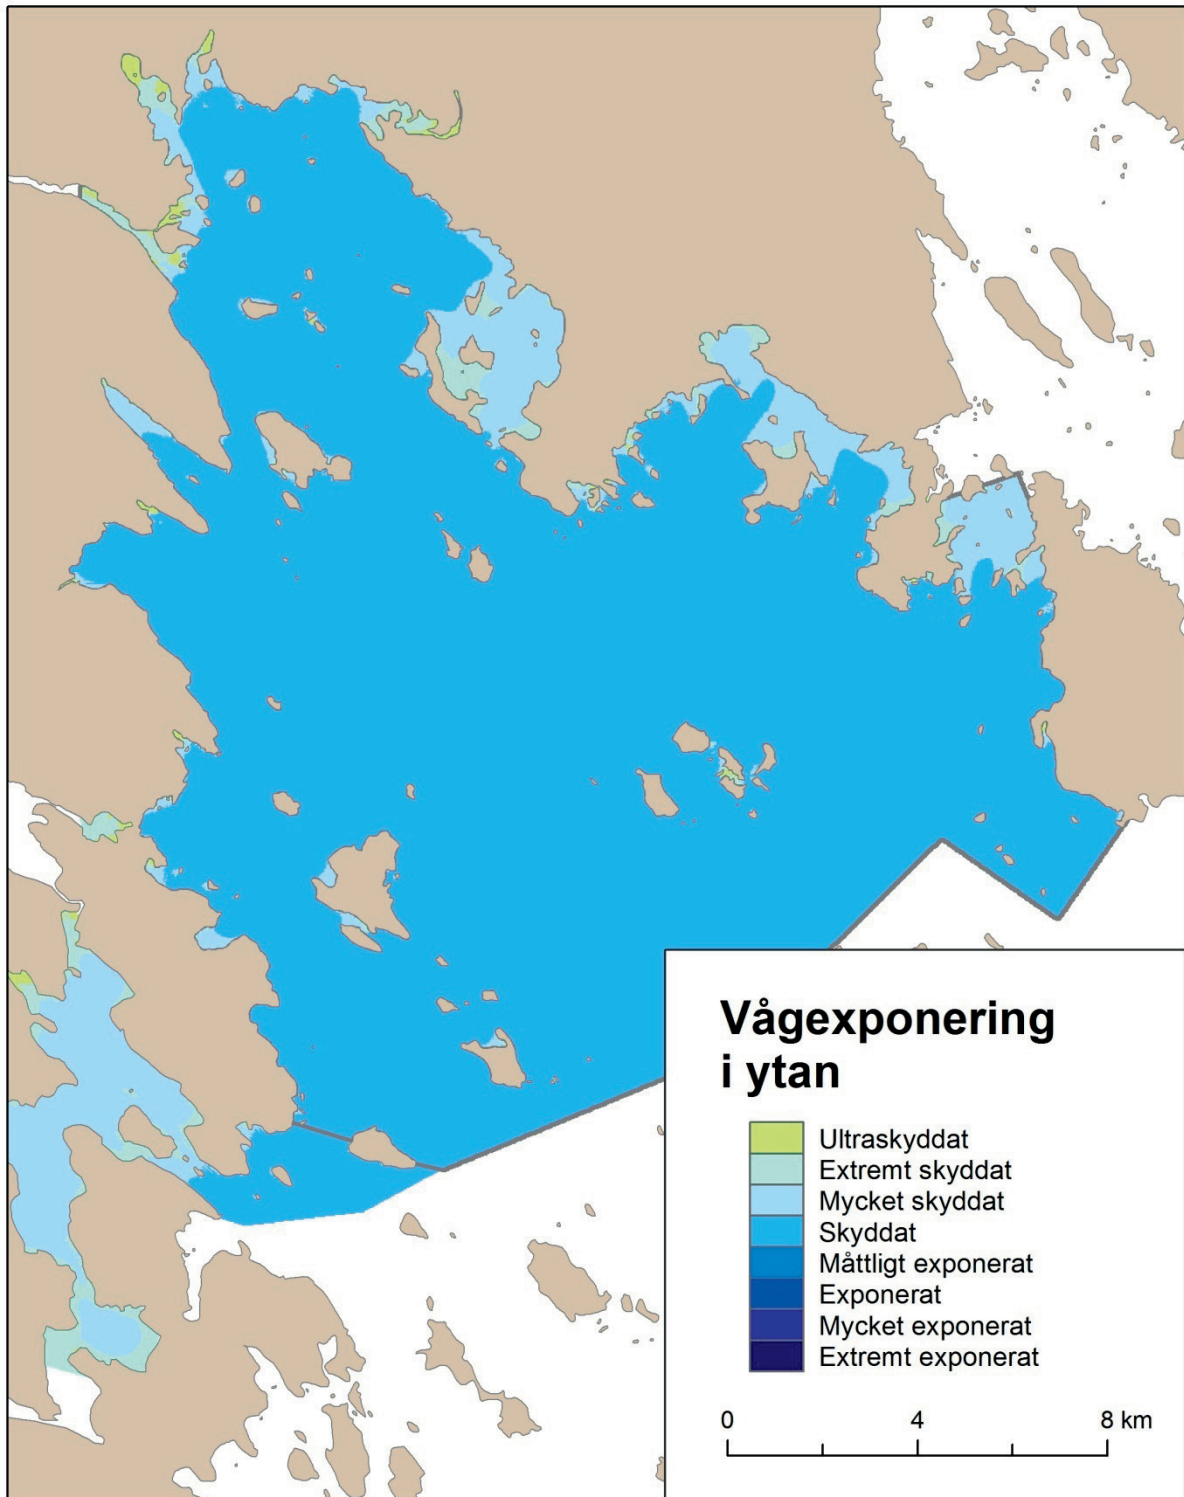 Vågexponering
i ytan
Ultraskyddat
Extremt skyddat
Mycket skyddat
Skyddat
Måttligt exponerat
Exponerat
Mycket exponerat
Extremt exponerat
0 4 8 km